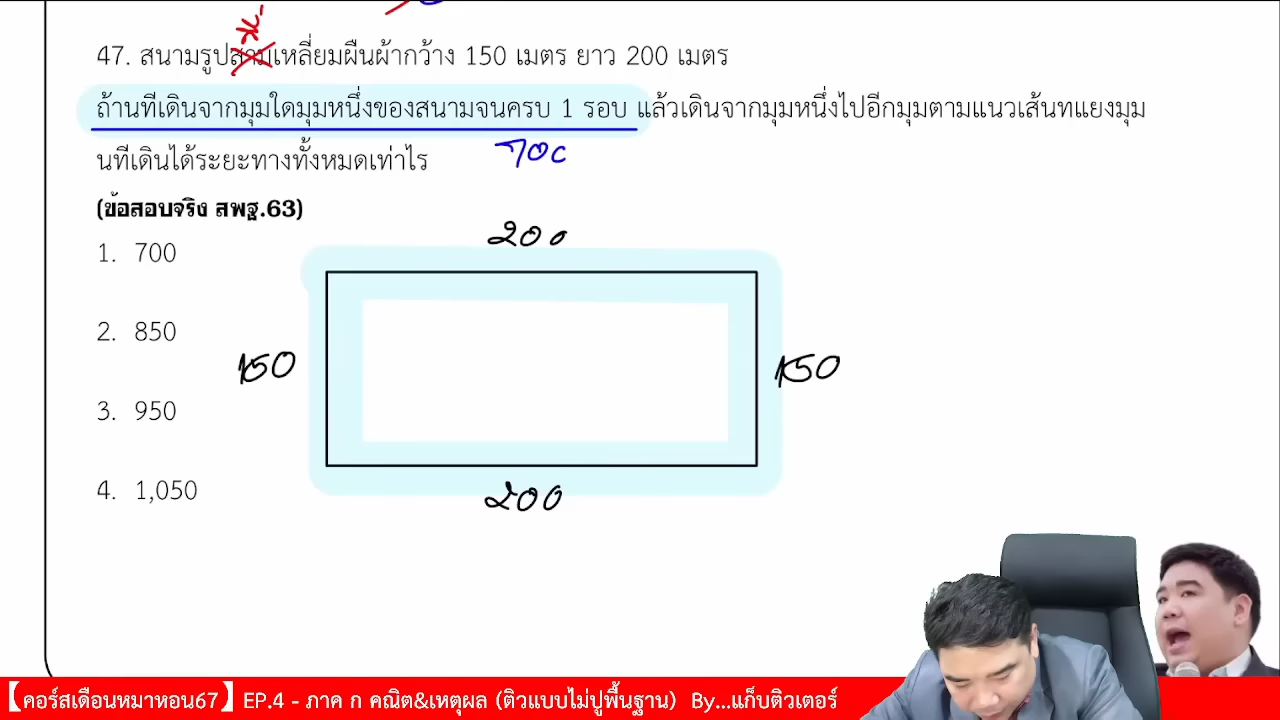 สี่
47. สนามรูปสามเหลี่ยมผืนผ้ากว้าง 150 เมตร ยาว 200 เมตร
ถ้านทีเดินจากมุมใดมุมหนึ่งของสนามจนครบ 1 รอบ แล้วเดินจากมุมหนึ่งไปอีกมุมตามแนวเส้นทแยงมุม
นทีเดินได้ระยะทางทั้งหมดเท่าไร
700
(ข้อสอบจริง สพฐ.63)
200
1. 700
2. 850
150
150
3. 950
4. 1,050
200
【คอร์สเดือนหมาหอน67】 EP.4 - ภาค ก คณิต&เหตุผล (ติวแบบไม่ปูพื้นฐาน) By...แก็บติวเตอร์